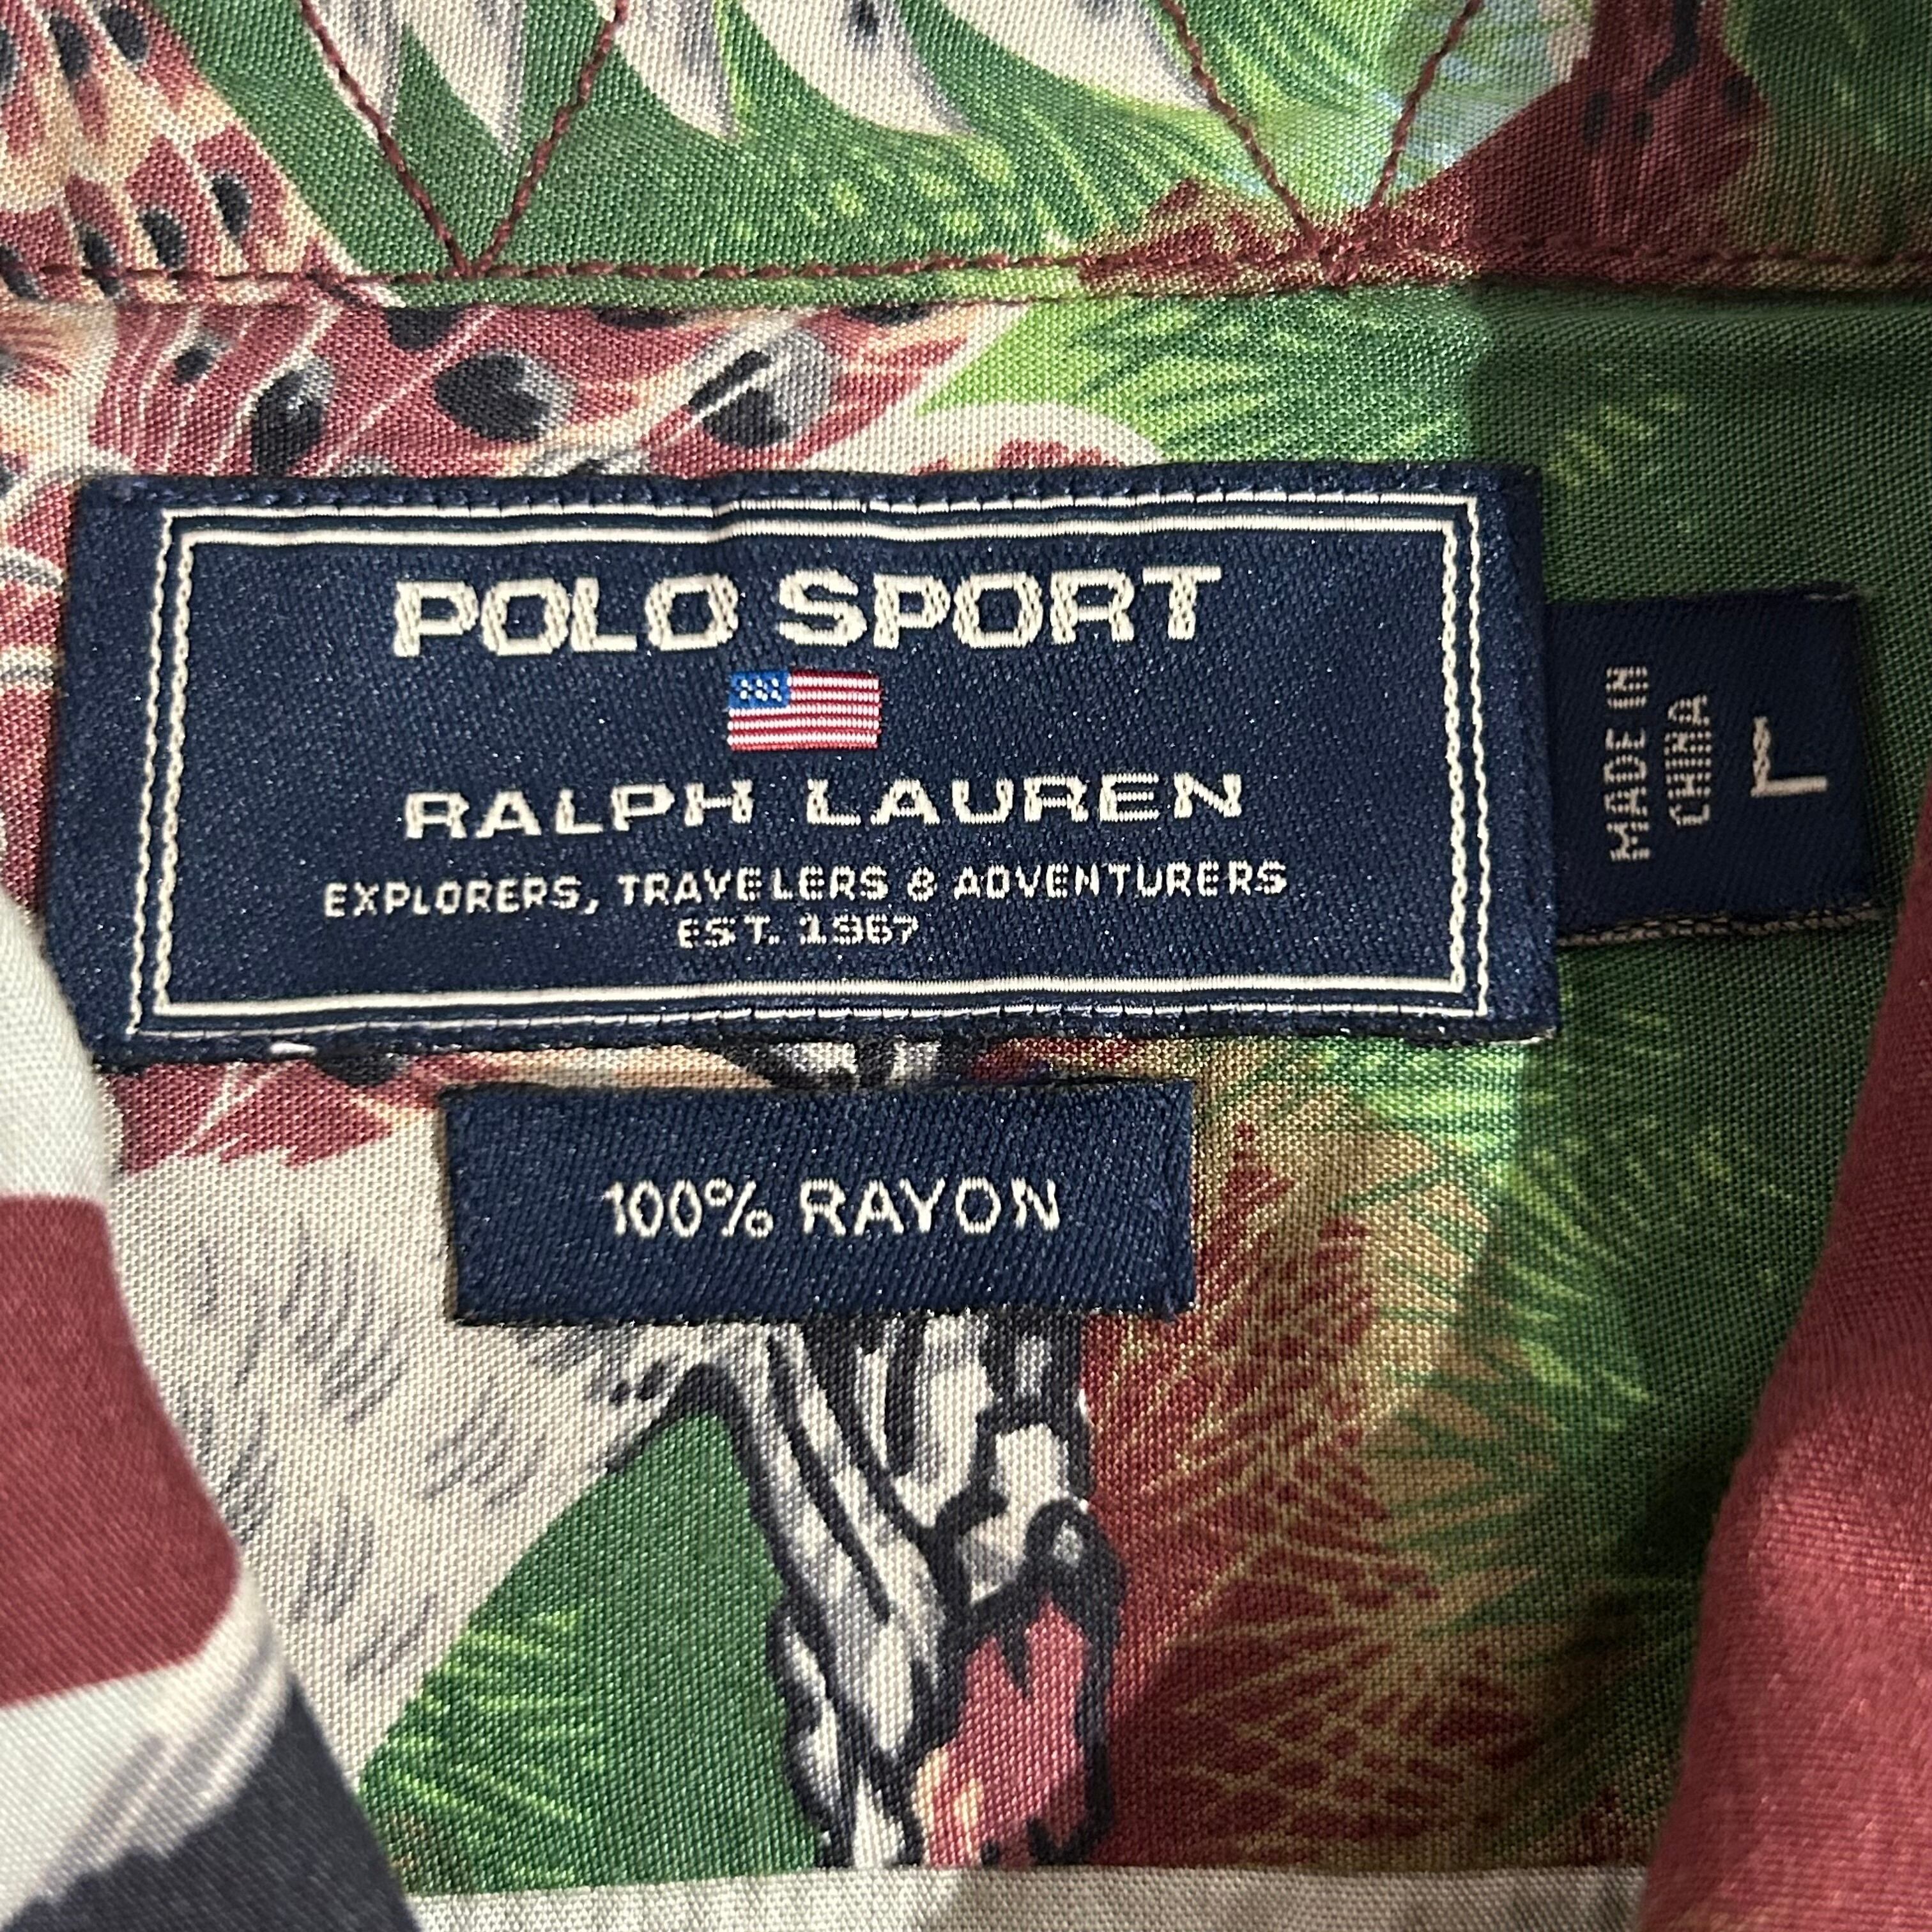 POLO SPORT
RALPH LAUREN
EXPLORERS, TRAVELERS & ADVENTURERS
EST. 1967
MADE IN
CHINA
L
100% RAYON